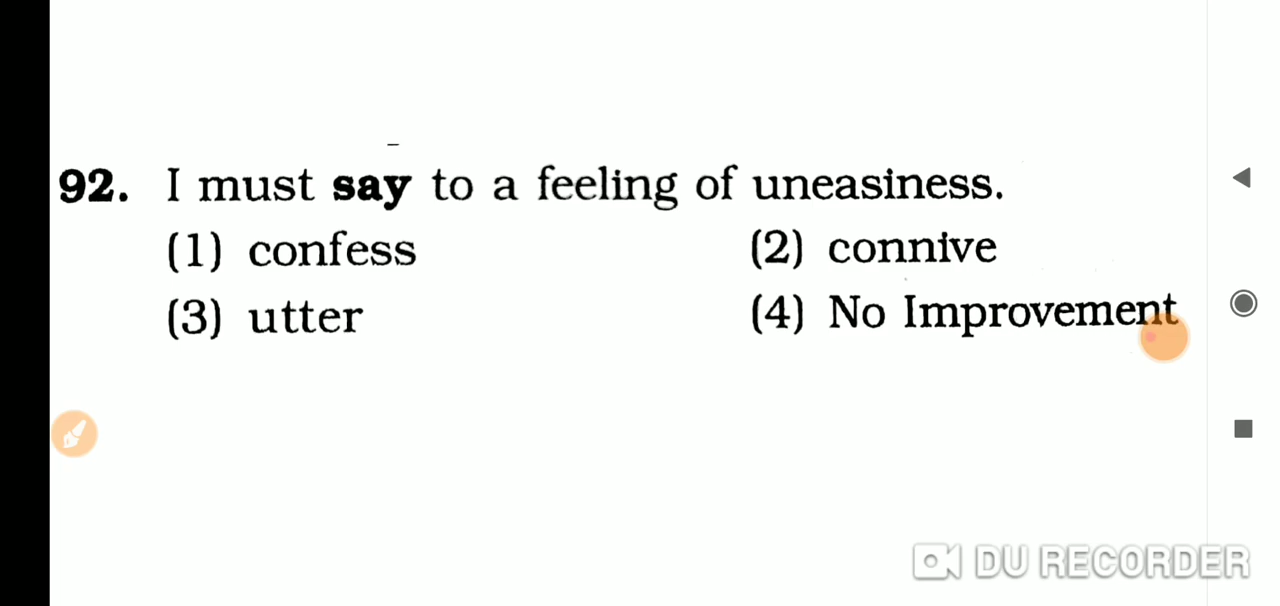 92. I must say to a feeling of uneasiness.
(1) confess (2) connive
(3) utter (4) No Improvement
DU RECORDER